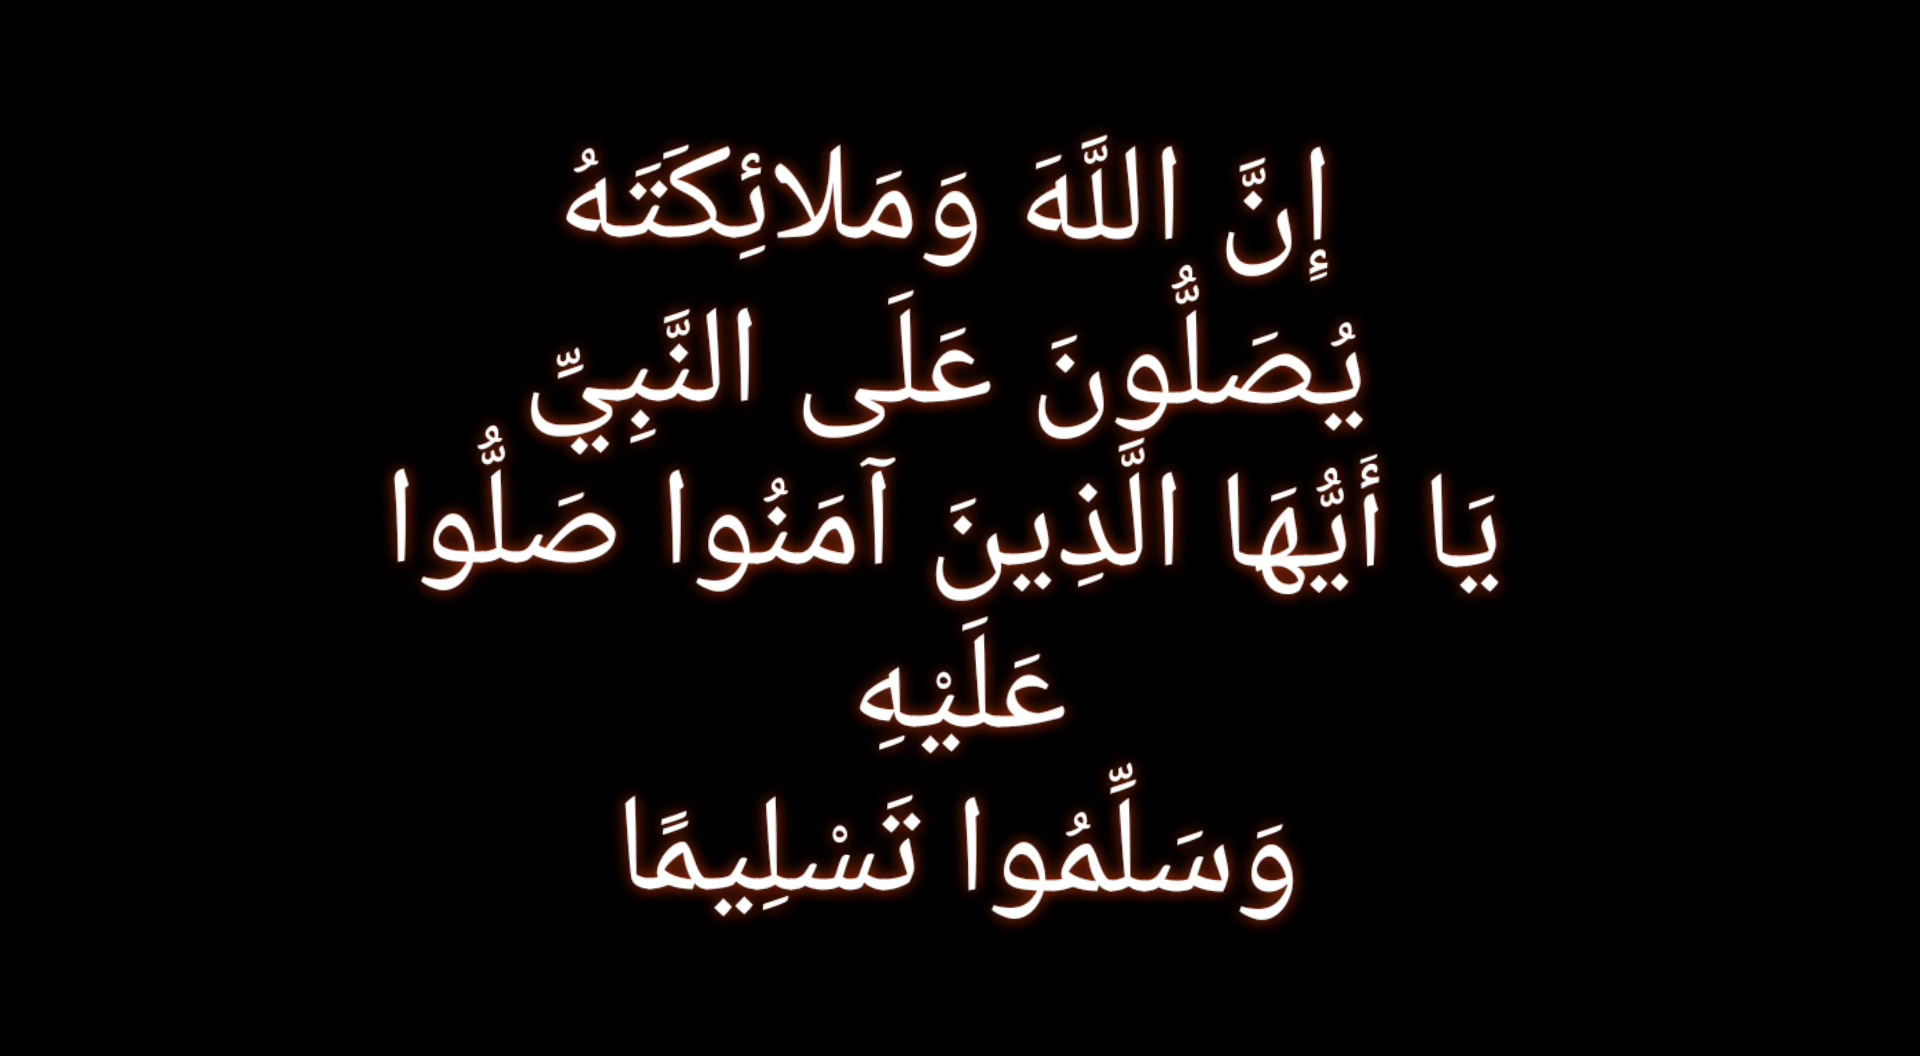 إِنَّ اللَّهَ وَمَلائِكَتَهُ
يُصَلُّونَ عَلَى النَّبِيِّ
يَا أَيُّهَا الَّذِينَ آمَنُوا صَلُّوا
عَلَيْهِ
وَسَلِّمُوا تَسْلِيمًا